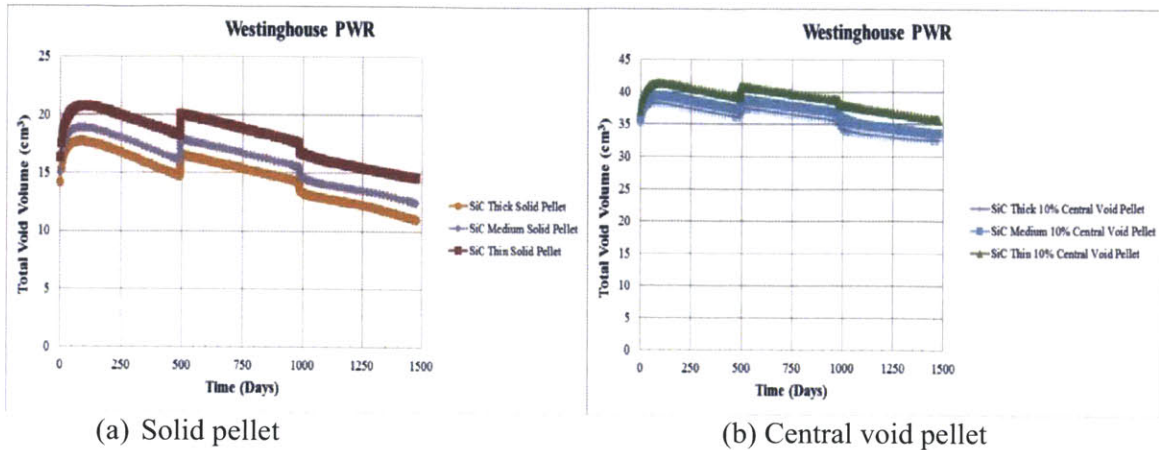 Westinghouse PWR
Total Void Volume (cm³)
25
20
15
10
5
0
0 250 500 750 1000 1250 1500
Time (Days)
SiC Thick Solid Pellet
SiC Medium Solid Pellet
SiC Thin Solid Pellet
(a) Solid pellet
Westinghouse PWR
Total Void Volume (cm³)
45
40
35
30
25
20
15
10
5
0
0 250 500 750 1000 1250 1500
Time (Days)
SiC Thick 10% Central Void Pellet
SiC Medium 10% Central Void Pellet
SiC Thin 10% Central Void Pellet
(b) Central void pellet